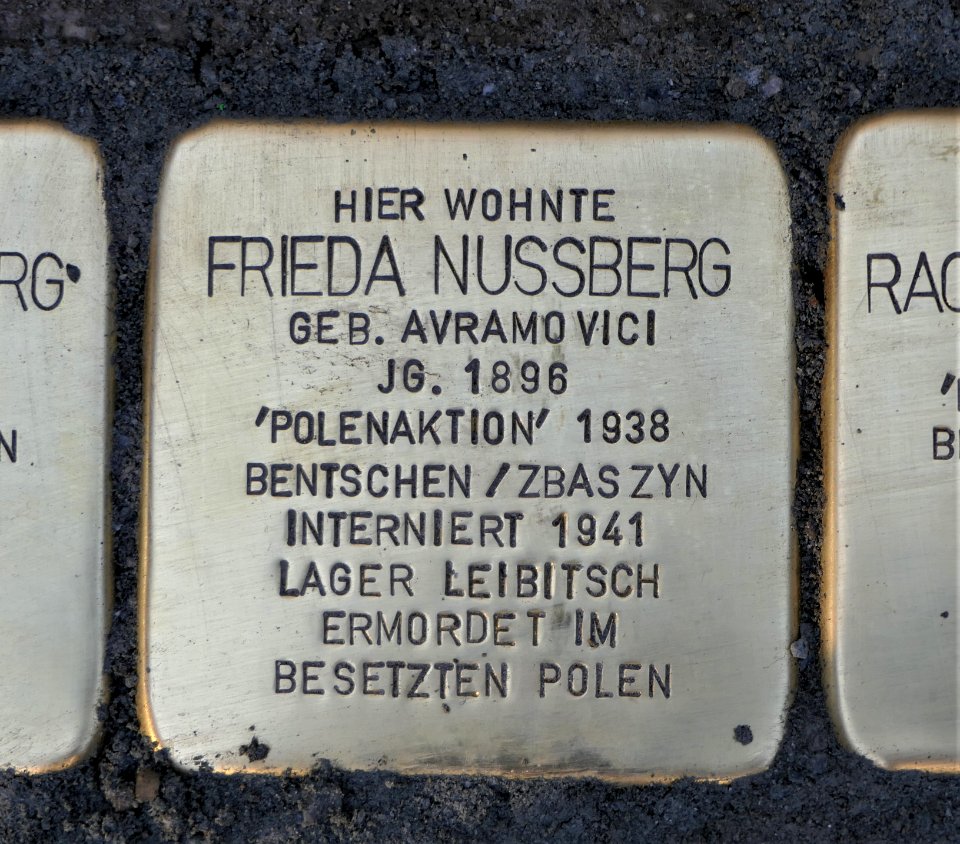 HIER WOHNTE
FRIEDA NUSSBERG
GEB. AVRAMOVICI
JG. 1896
'POLENAKTION' 1938
BENTSCHEN / ZBASZYN
INTERNIERT 1941
LAGER LEIBITSCH
ERMORDET IM
BESETZTEN POLEN